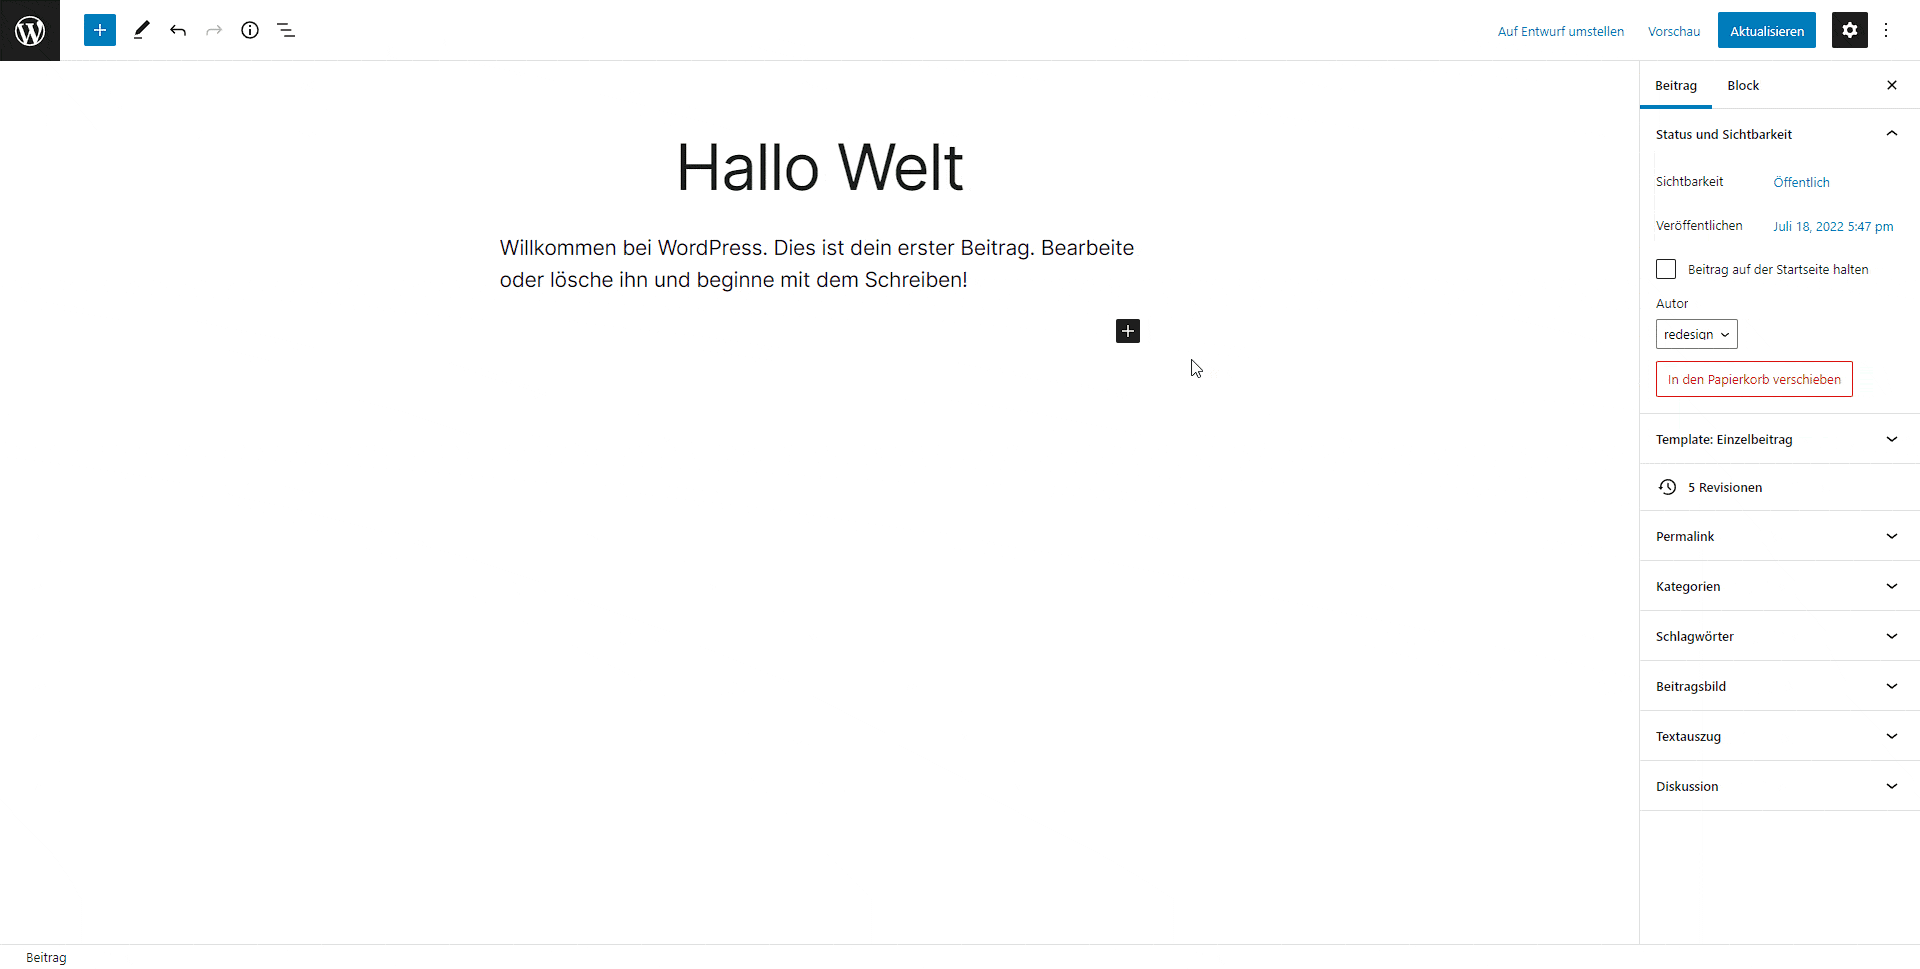 Auf Entwurf umstellen
Vorschau
Aktualisieren
Hallo Welt
Willkommen bei WordPress. Dies ist dein erster Beitrag. Bearbeite
oder lösche ihn und beginne mit dem Schreiben!
Beitrag
Block
Status und Sichtbarkeit
Sichtbarkeit
Öffentlich
Veröffentlichen
Juli 18, 2022 5:47 pm
Beitrag auf der Startseite halten
Autor
redesign
In den Papierkorb verschieben
Template: Einzelbeitrag
5 Revisionen
Permalink
Kategorien
Schlagwörter
Beitragsbild
Textauszug
Diskussion
Beitrag